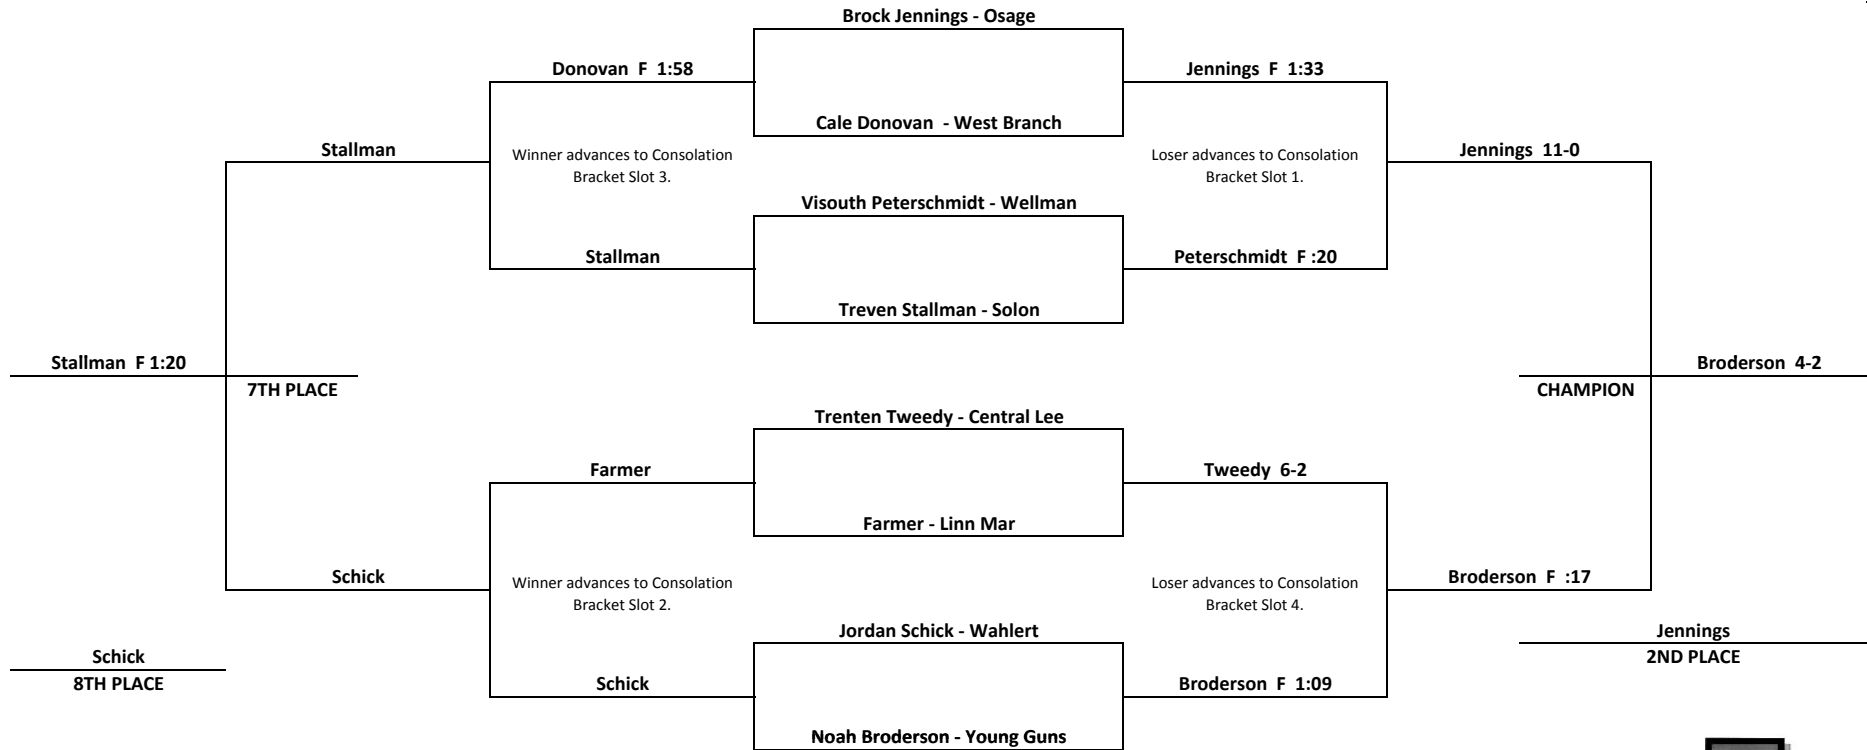 Brock Jennings - Osage
Donovan F 1:58
Jennings F 1:33
Cale Donovan - West Branch
Stallman
Winner advances to Consolation
Bracket Slot 3.
Loser advances to Consolation
Bracket Slot 1.
Jennings 11-0
Visouth Peterschmidt - Wellman
Stallman
Peterschmidt F :20
Treven Stallman - Solon
Stallman F 1:20
7TH PLACE
Broderson 4-2
CHAMPION
Trenten Tweedy - Central Lee
Farmer
Tweedy 6-2
Farmer - Linn Mar
Schick
Winner advances to Consolation
Bracket Slot 2.
Loser advances to Consolation
Bracket Slot 4.
Broderson F :17
Jordan Schick - Wahlert
Schick
8TH PLACE
Jennings
2ND PLACE
Schick
Broderson F 1:09
Noah Broderson - Young Guns